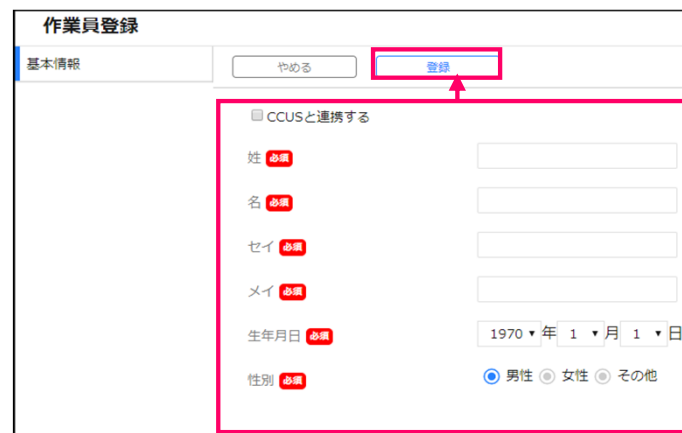 作業員登録
基本情報
やめる 登録
CCUSと連携する
姓 必須
名 必須
セイ 必須
メイ 必須
生年月日 必須 1970 年 1 月 1 日
性別 必須 男性 女性 その他